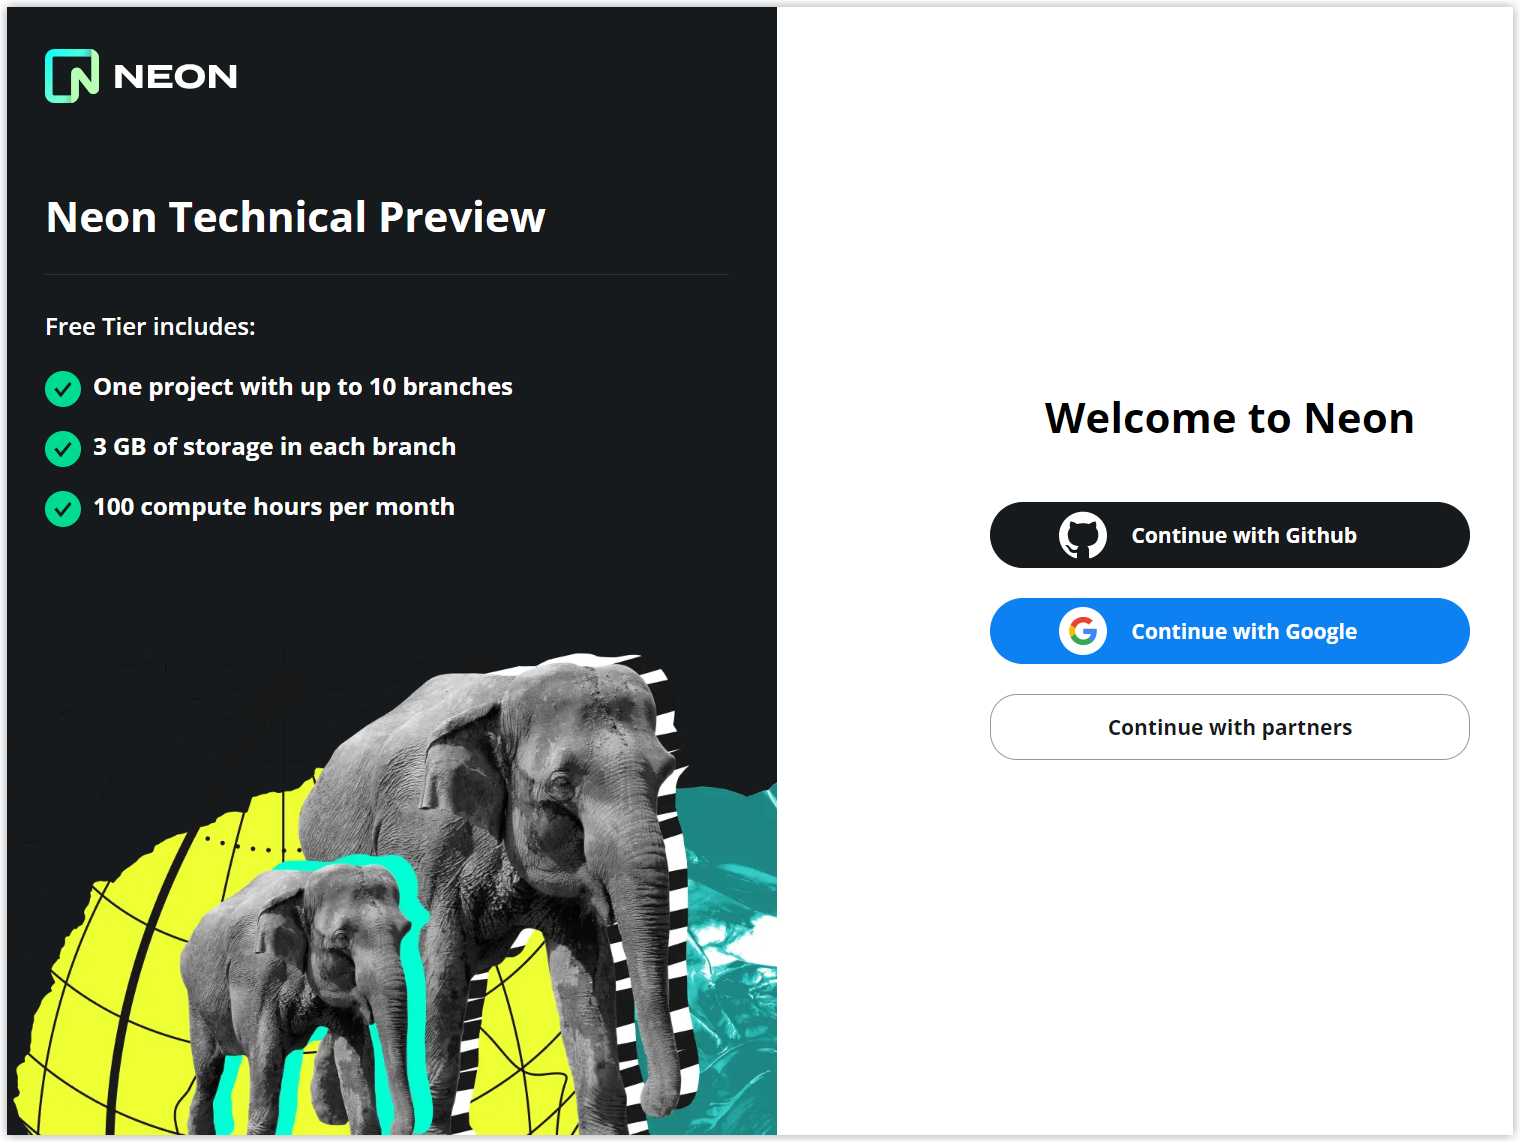 NEON
Neon Technical Preview
Free Tier includes:
One project with up to 10 branches
3 GB of storage in each branch
100 compute hours per month
Welcome to Neon
Continue with Github
Continue with Google
Continue with partners